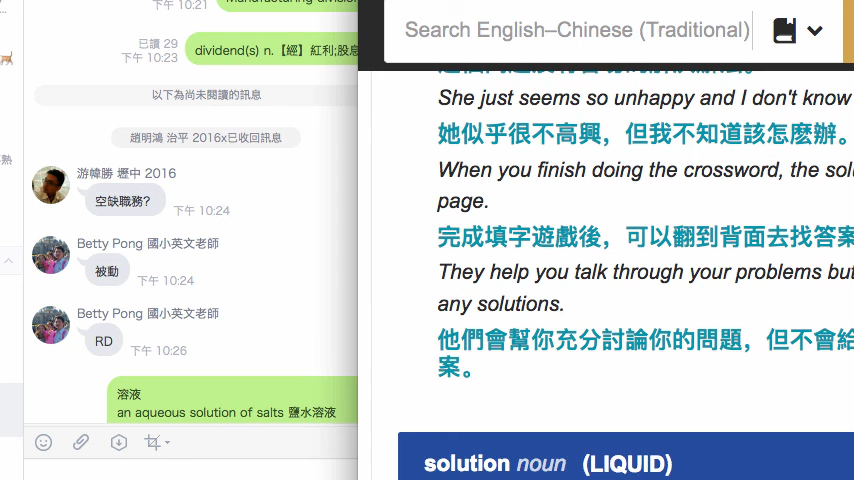 下午 10:21
已讀 29
下午 10:23
dividend(s) n.【經】紅利;股息
以下為尚未閱讀的訊息
趙明鴻 治平 2016x已收回訊息
游幃勝 壢中 2016
空缺職務?
下午 10:24
Betty Pong 國小英文老師
被動
下午 10:24
Betty Pong 國小英文老師
RD
下午 10:26
溶液
an aqueous solution of salts 鹽水溶液
Search English–Chinese (Traditional)
She just seems so unhappy and I don't know
她似乎很不高興，但我不知道該怎麼辦。
When you finish doing the crossword, the solu
page.
完成填字遊戲後，可以翻到背面去找答案
They help you talk through your problems but
any solutions.
他們會幫你充分討論你的問題，但不會給
案。
solution noun (LIQUID)